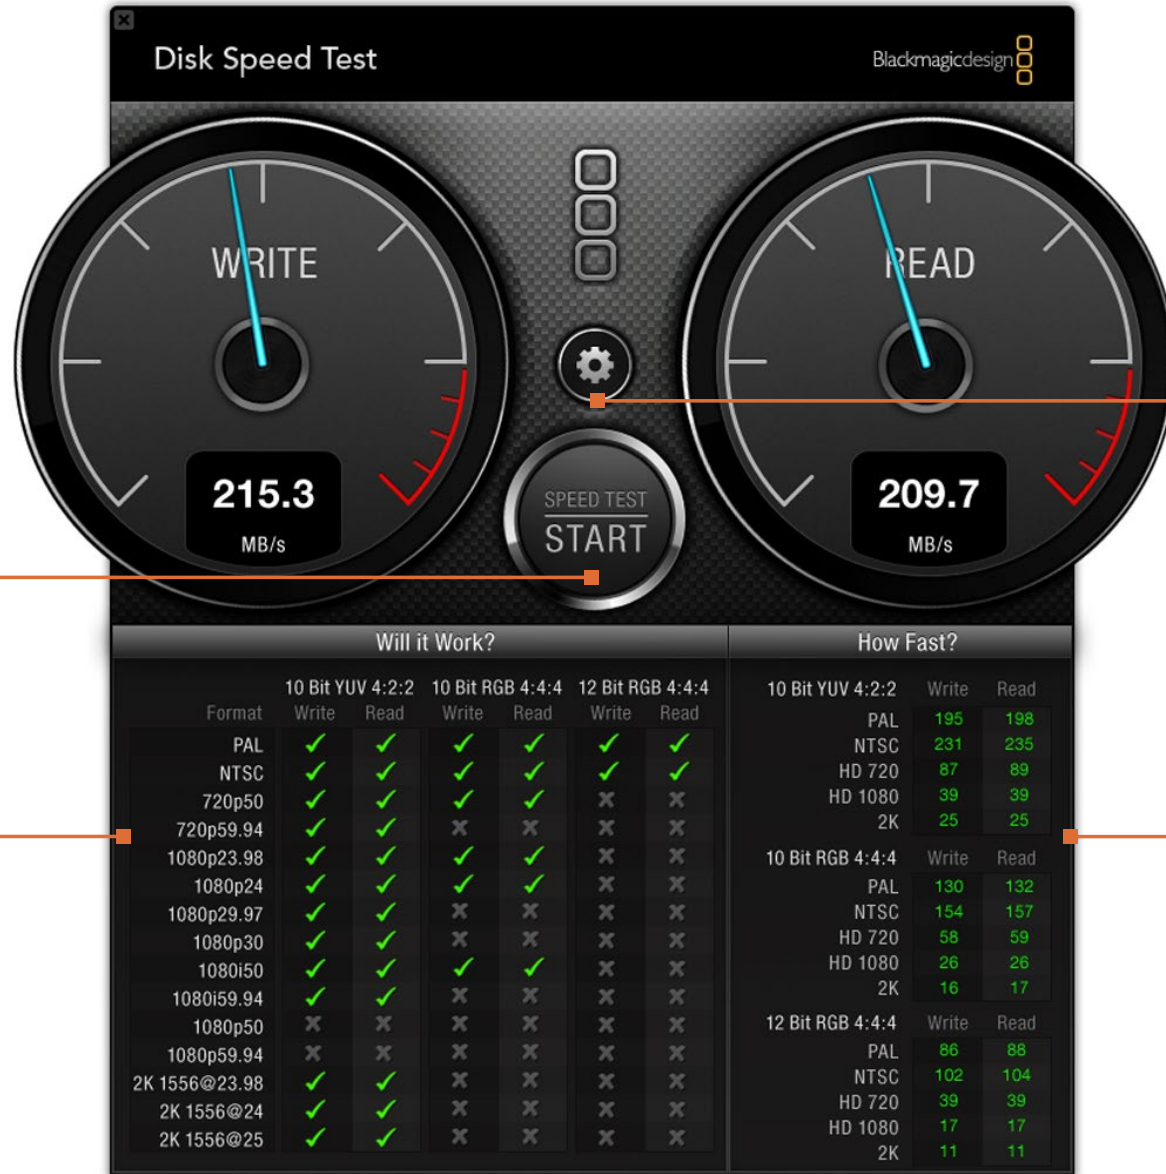 Disk Speed Test
Blackmagicdesign
WRITE
READ
215.3
MB/s
SPEED TEST
START
209.7
MB/s
Will it Work?
10 Bit YUV 4:2:2 10 Bit RGB 4:4:4 12 Bit RGB 4:4:4
Format Write Read Write Read Write Read
PAL ✓ ✓ ✓ ✓ ✓ ✓
NTSC ✓ ✓ ✓ ✓ ✓ ✓
720p50 ✓ ✓ ✓ ✓ x x
720p59.94 ✓ ✓ x x x x
1080p23.98 ✓ ✓ ✓ ✓ x x
1080p24 ✓ ✓ ✓ ✓ x x
1080p29.97 ✓ ✓ x x x x
1080p30 ✓ ✓ x x x x
1080i50 ✓ ✓ ✓ ✓ x x
1080i59.94 ✓ ✓ x x x x
1080p50 x x x x x x
1080p59.94 x x x x x x
2K 1556@23.98 ✓ ✓ x x x x
2K 1556@24 ✓ ✓ x x x x
2K 1556@25 ✓ ✓ x x x x
How Fast?
10 Bit YUV 4:2:2 Write Read
PAL 195 198
NTSC 231 235
HD 720 87 89
HD 1080 39 39
2K 25 25
10 Bit RGB 4:4:4 Write Read
PAL 130 132
NTSC 154 157
HD 720 58 59
HD 1080 26 26
2K 16 17
12 Bit RGB 4:4:4 Write Read
PAL 86 88
NTSC 102 104
HD 720 39 39
HD 1080 17 17
2K 11 11